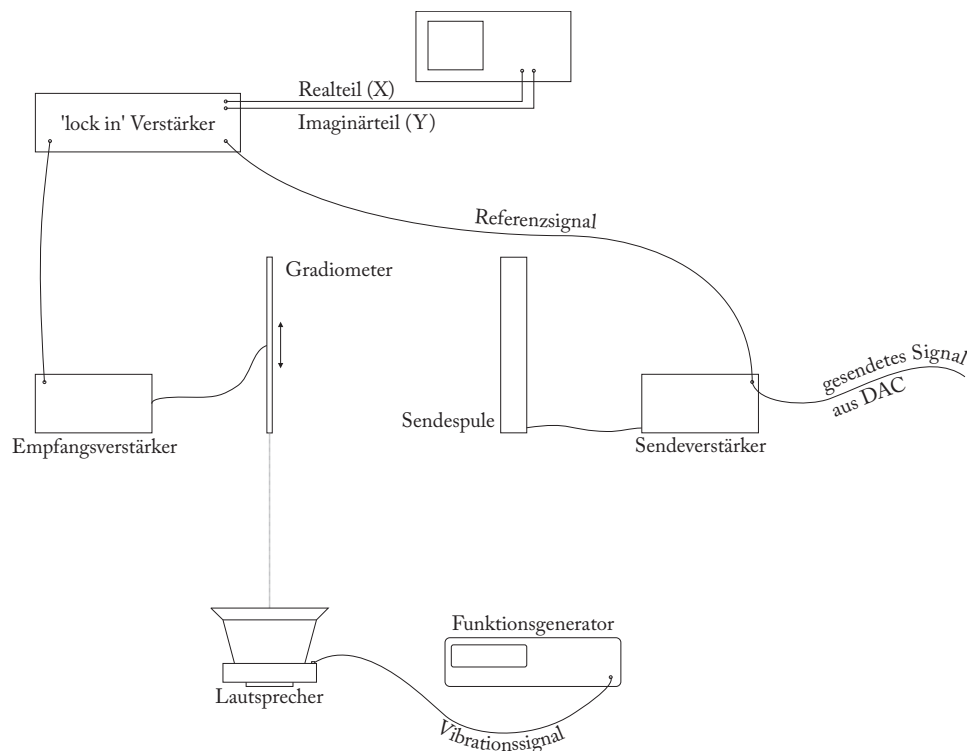 Realteil (X)
'lock in' Verstärker
Imaginärteil (Y)
Referenzsignal
Gradiometer
gesendetes Signal
aus DAC
Sendespule
Empfangsverstärker
Sendeverstärker
Funktionsgenerator
Lautsprecher
Vibrationssignal